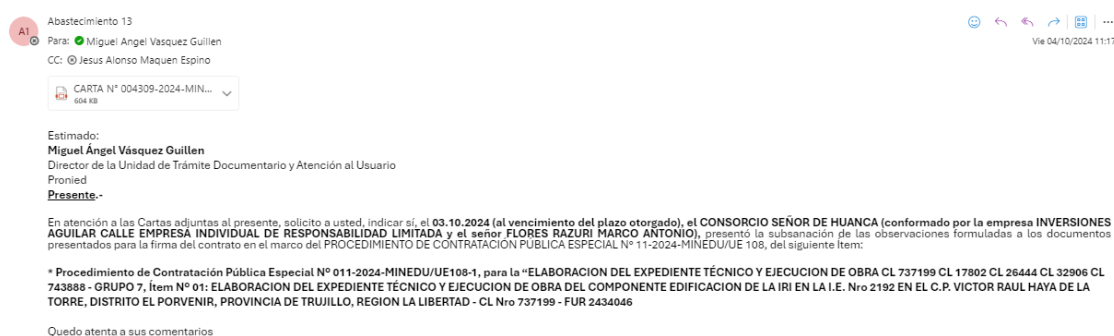 Abastecimiento 13
A1
Para: Miguel Angel Vasquez Guillen
Vie 04/10/2024 11:17
CC: Jesus Alonso Maquen Espino
CARTA N° 004309-2024-MIN...
604 KB
Estimado:
Miguel Ángel Vásquez Guillen
Director de la Unidad de Trámite Documentario y Atención al Usuario
Pronied
Presente.-
En atención a las Cartas adjuntas al presente, solicito a usted, indicar sí, el 03.10.2024 (al vencimiento del plazo otorgado), el CONSORCIO SEÑOR DE HUANCA (conformado por la empresa INVERSIONES
AGUILAR CALLE EMPRESA INDIVIDUAL DE RESPONSABILIDAD LIMITADA y el señor FLORES RAZURI MARCO ANTONIO), presentó la subsanación de las observaciones formuladas a los documentos
presentados para la firma del contrato en el marco del PROCEDIMIENTO DE CONTRATACIÓN PÚBLICA ESPECIAL Nº 11-2024-MINEDU/UE 108, del siguiente Ítem:
* Procedimiento de Contratación Pública Especial Nº 011-2024-MINEDU/UE108-1, para la “ELABORACION DEL EXPEDIENTE TÉCNICO Y EJECUCION DE OBRA CL 737199 CL 17802 CL 26444 CL 32906 CL
743888 - GRUPO 7, Ítem Nº 01: ELABORACION DEL EXPEDIENTE TÉCNICO Y EJECUCION DE OBRA DEL COMPONENTE EDIFICACION DE LA IRI EN LA I.E. Nro 2192 EN EL C.P. VICTOR RAUL HAYA DE LA
TORRE, DISTRITO EL PORVENIR, PROVINCIA DE TRUJILLO, REGION LA LIBERTAD - CL Nro 737199 - FUR 2434046
Quedo atenta a sus comentarios